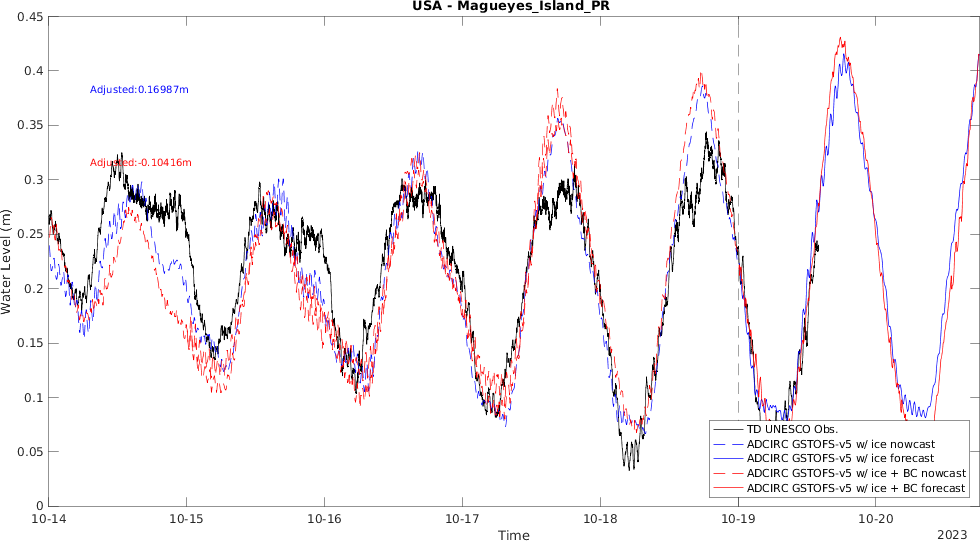 USA - Magueyes_Island_PR
0.45
0.4
0.35
0.3
0.25
0.2
0.15
0.1
0.05
0
Water Level (m)
Adjusted:0.16987m
Adjusted:-0.10416m
TD UNESCO Obs.
ADCIRC GSTOFS-v5 w/ ice nowcast
ADCIRC GSTOFS-v5 w/ ice forecast
ADCIRC GSTOFS-v5 w/ ice + BC nowcast
ADCIRC GSTOFS-v5 w/ ice + BC forecast
10-14 10-15 10-16 10-17 10-18 10-19 10-20
Time
2023